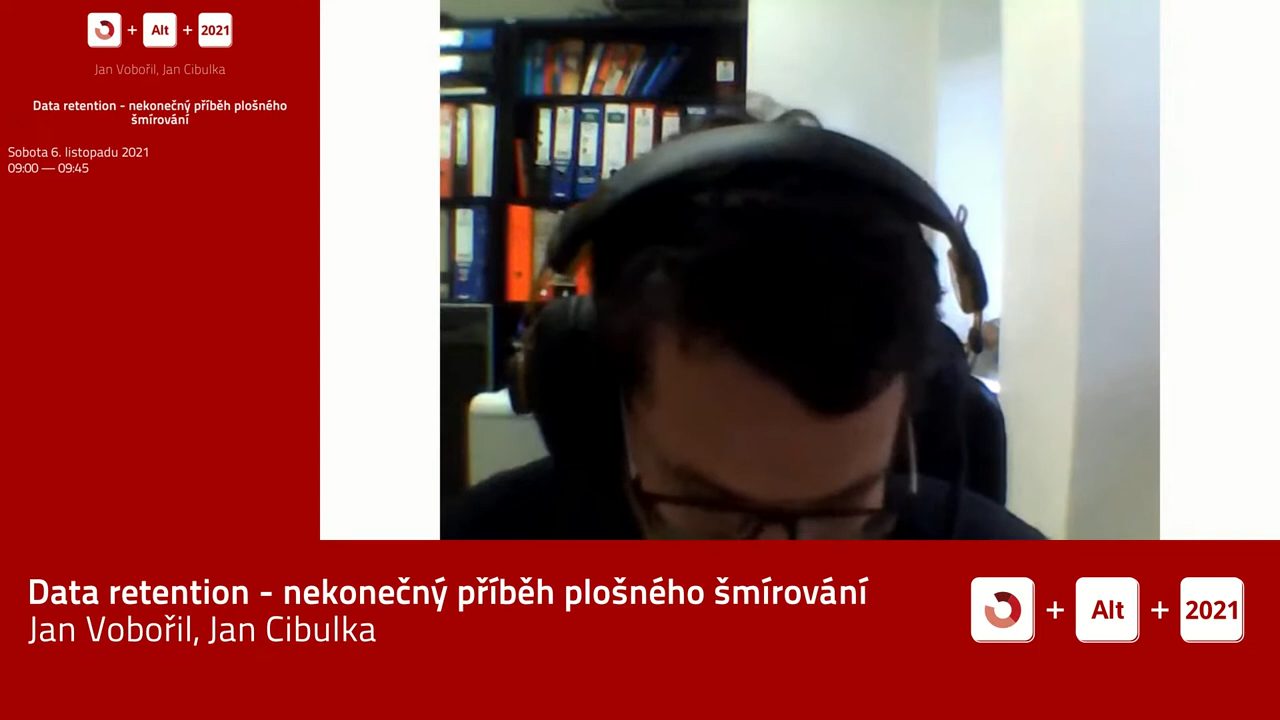 + Alt + 2021
Jan Vobořil, Jan Cibulka
Data retention - nekonečný příběh plošného
šmírování
Sobota 6. listopadu 2021
09:00 — 09:45
Data retention - nekonečný příběh plošného šmírování
Jan Vobořil, Jan Cibulka
+ Alt + 2021